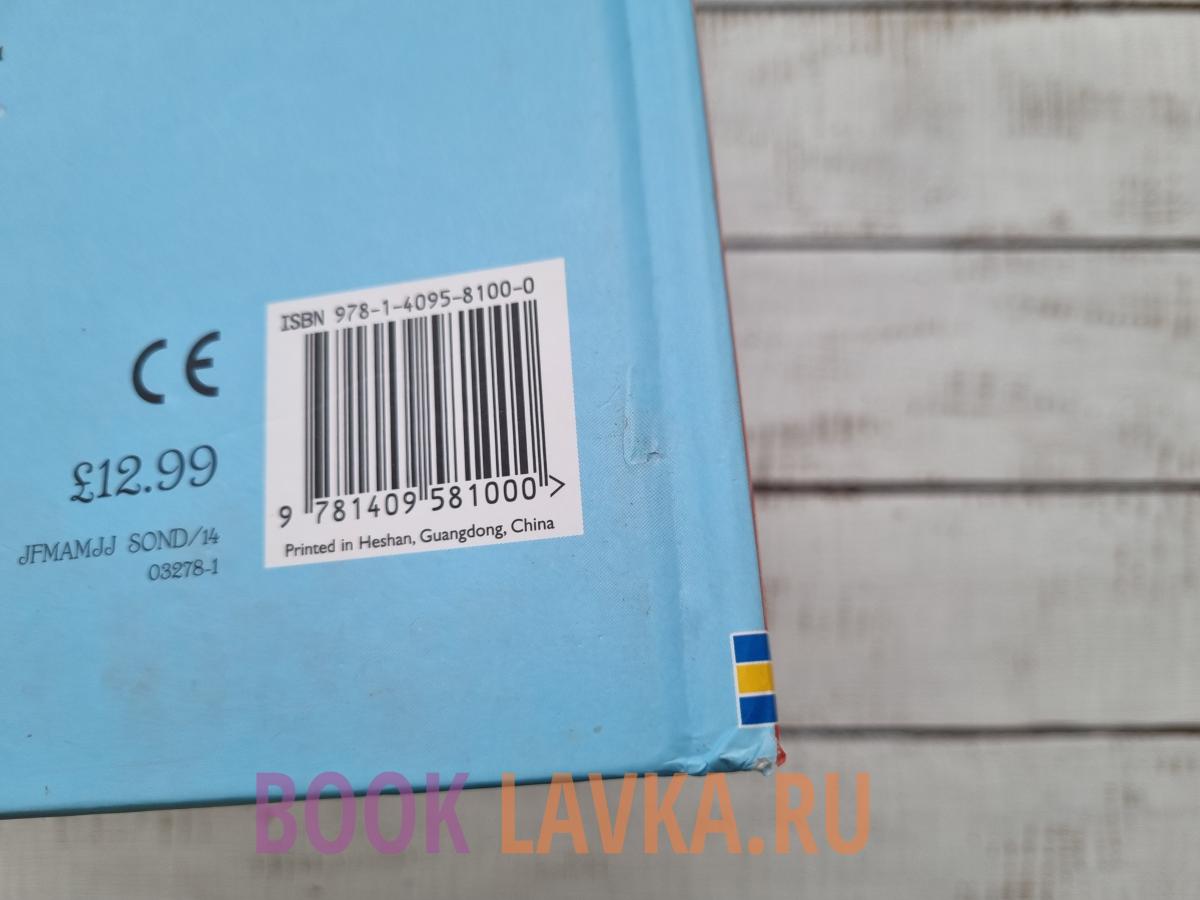 ISBN 978-1-4095-8100-0
CE
£12.99
9 781409 581000 >
JFMAMJJ SOND/14
03278-1
Printed in Heshan, Guangdong, China
BOOK LAVKA.RU